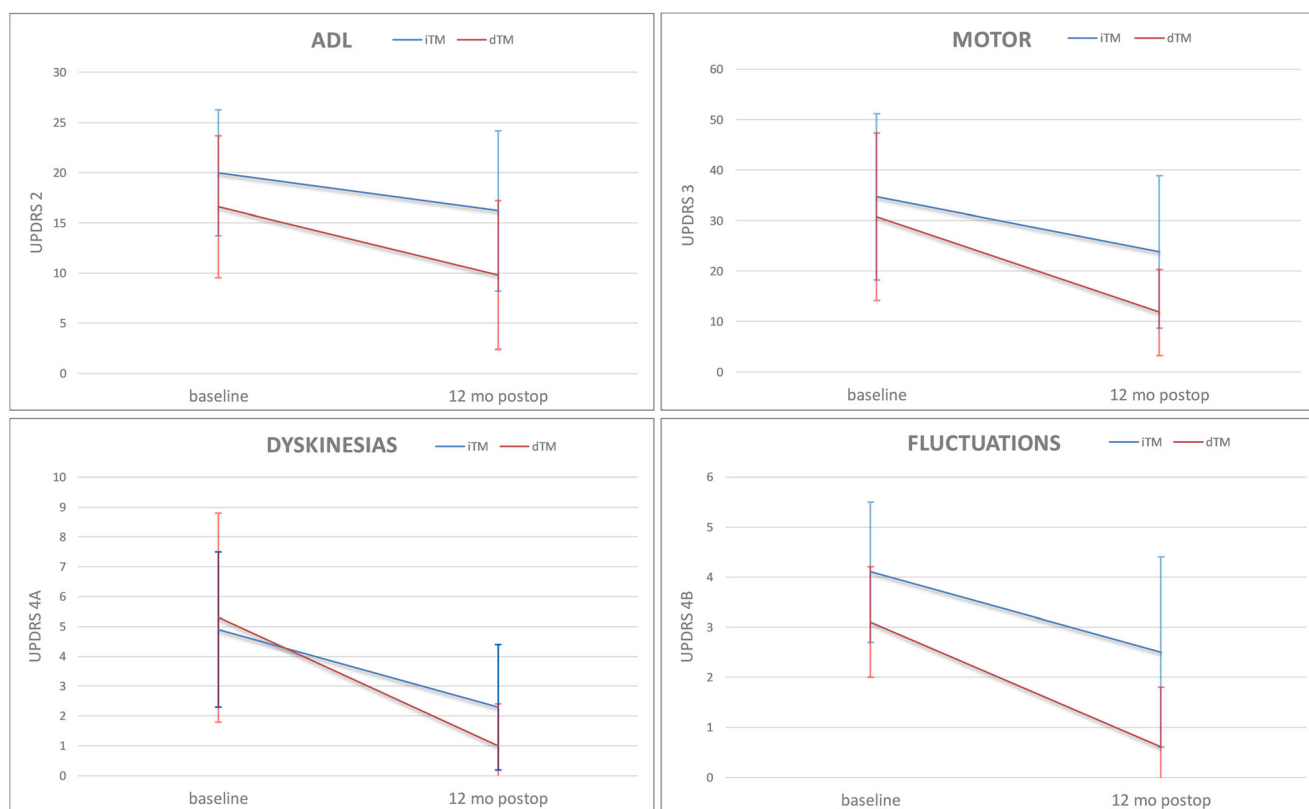 ADL
iTM dTM
30
25
20
15
10
5
0
UPDRS 2
baseline 12 mo postop
MOTOR
iTM dTM
60
50
40
30
20
10
0
UPDRS 3
baseline 12 mo postop
DYSKINESIAS
iTM dTM
10
9
8
7
6
5
4
3
2
1
0
UPDRS 4A
baseline 12 mo postop
FLUCTUATIONS
iTM dTM
6
5
4
3
2
1
0
UPDRS 4B
baseline 12 mo postop